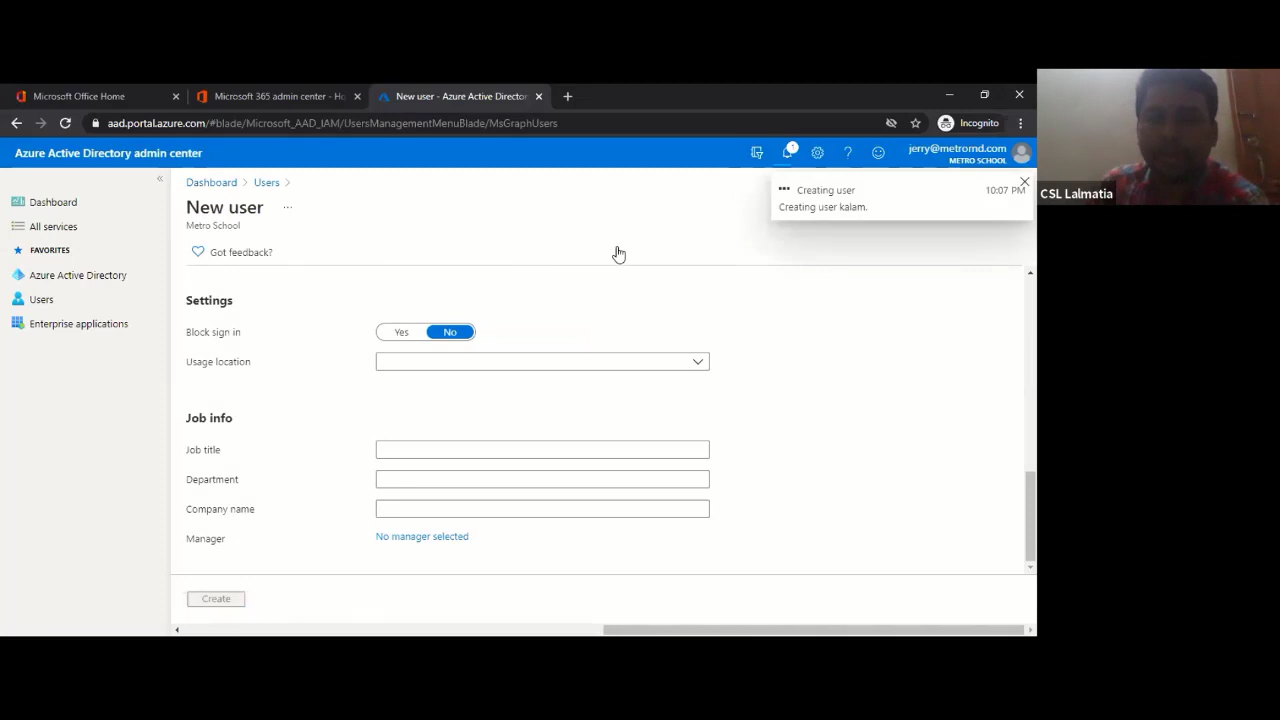 Microsoft Office Home
Microsoft 365 admin center - Ho
New user - Azure Active Director
aad.portal.azure.com/#blade/Microsoft_AAD_IAM/UsersManagementMenuBlade/MsGraphUsers
Incognito
Azure Active Directory admin center
1
jerry@metromd.com
METRO SCHOOL
Dashboard
All services
FAVORITES
Azure Active Directory
Users
Enterprise applications
Dashboard > Users >
New user ...
Metro School
Got feedback?
Creating user 10:07 PM
Creating user kalam.
CSL Lalmatia
Settings
Block sign in Yes No
Usage location
Job info
Job title
Department
Company name
Manager No manager selected
Create